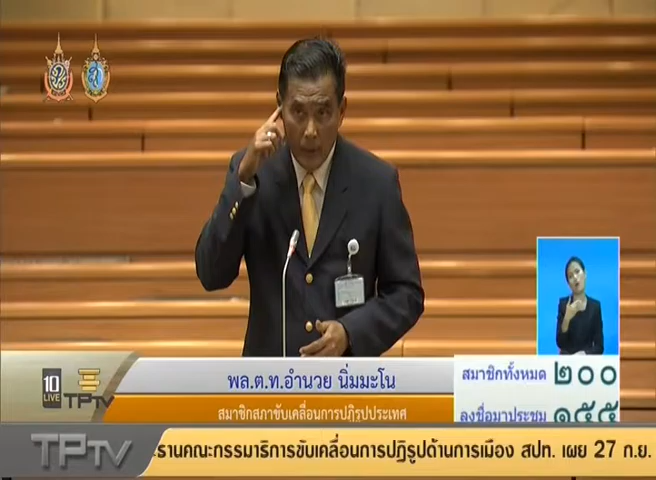 พล.ต.ท.อำนวย นิ่มมะโน
สมาชิกสภาขับเคลื่อนการปฏิรูปประเทศ
สมาชิกทั้งหมด ๒๐๐
ลงชื่อมาประชุม ๑๕๕
10
LIVE
TPTV
TPTV
ะธานคณะกรรมาธิการขับเคลื่อนการปฏิรูปด้านการเมือง สปท. เผย 27 ก.ย.